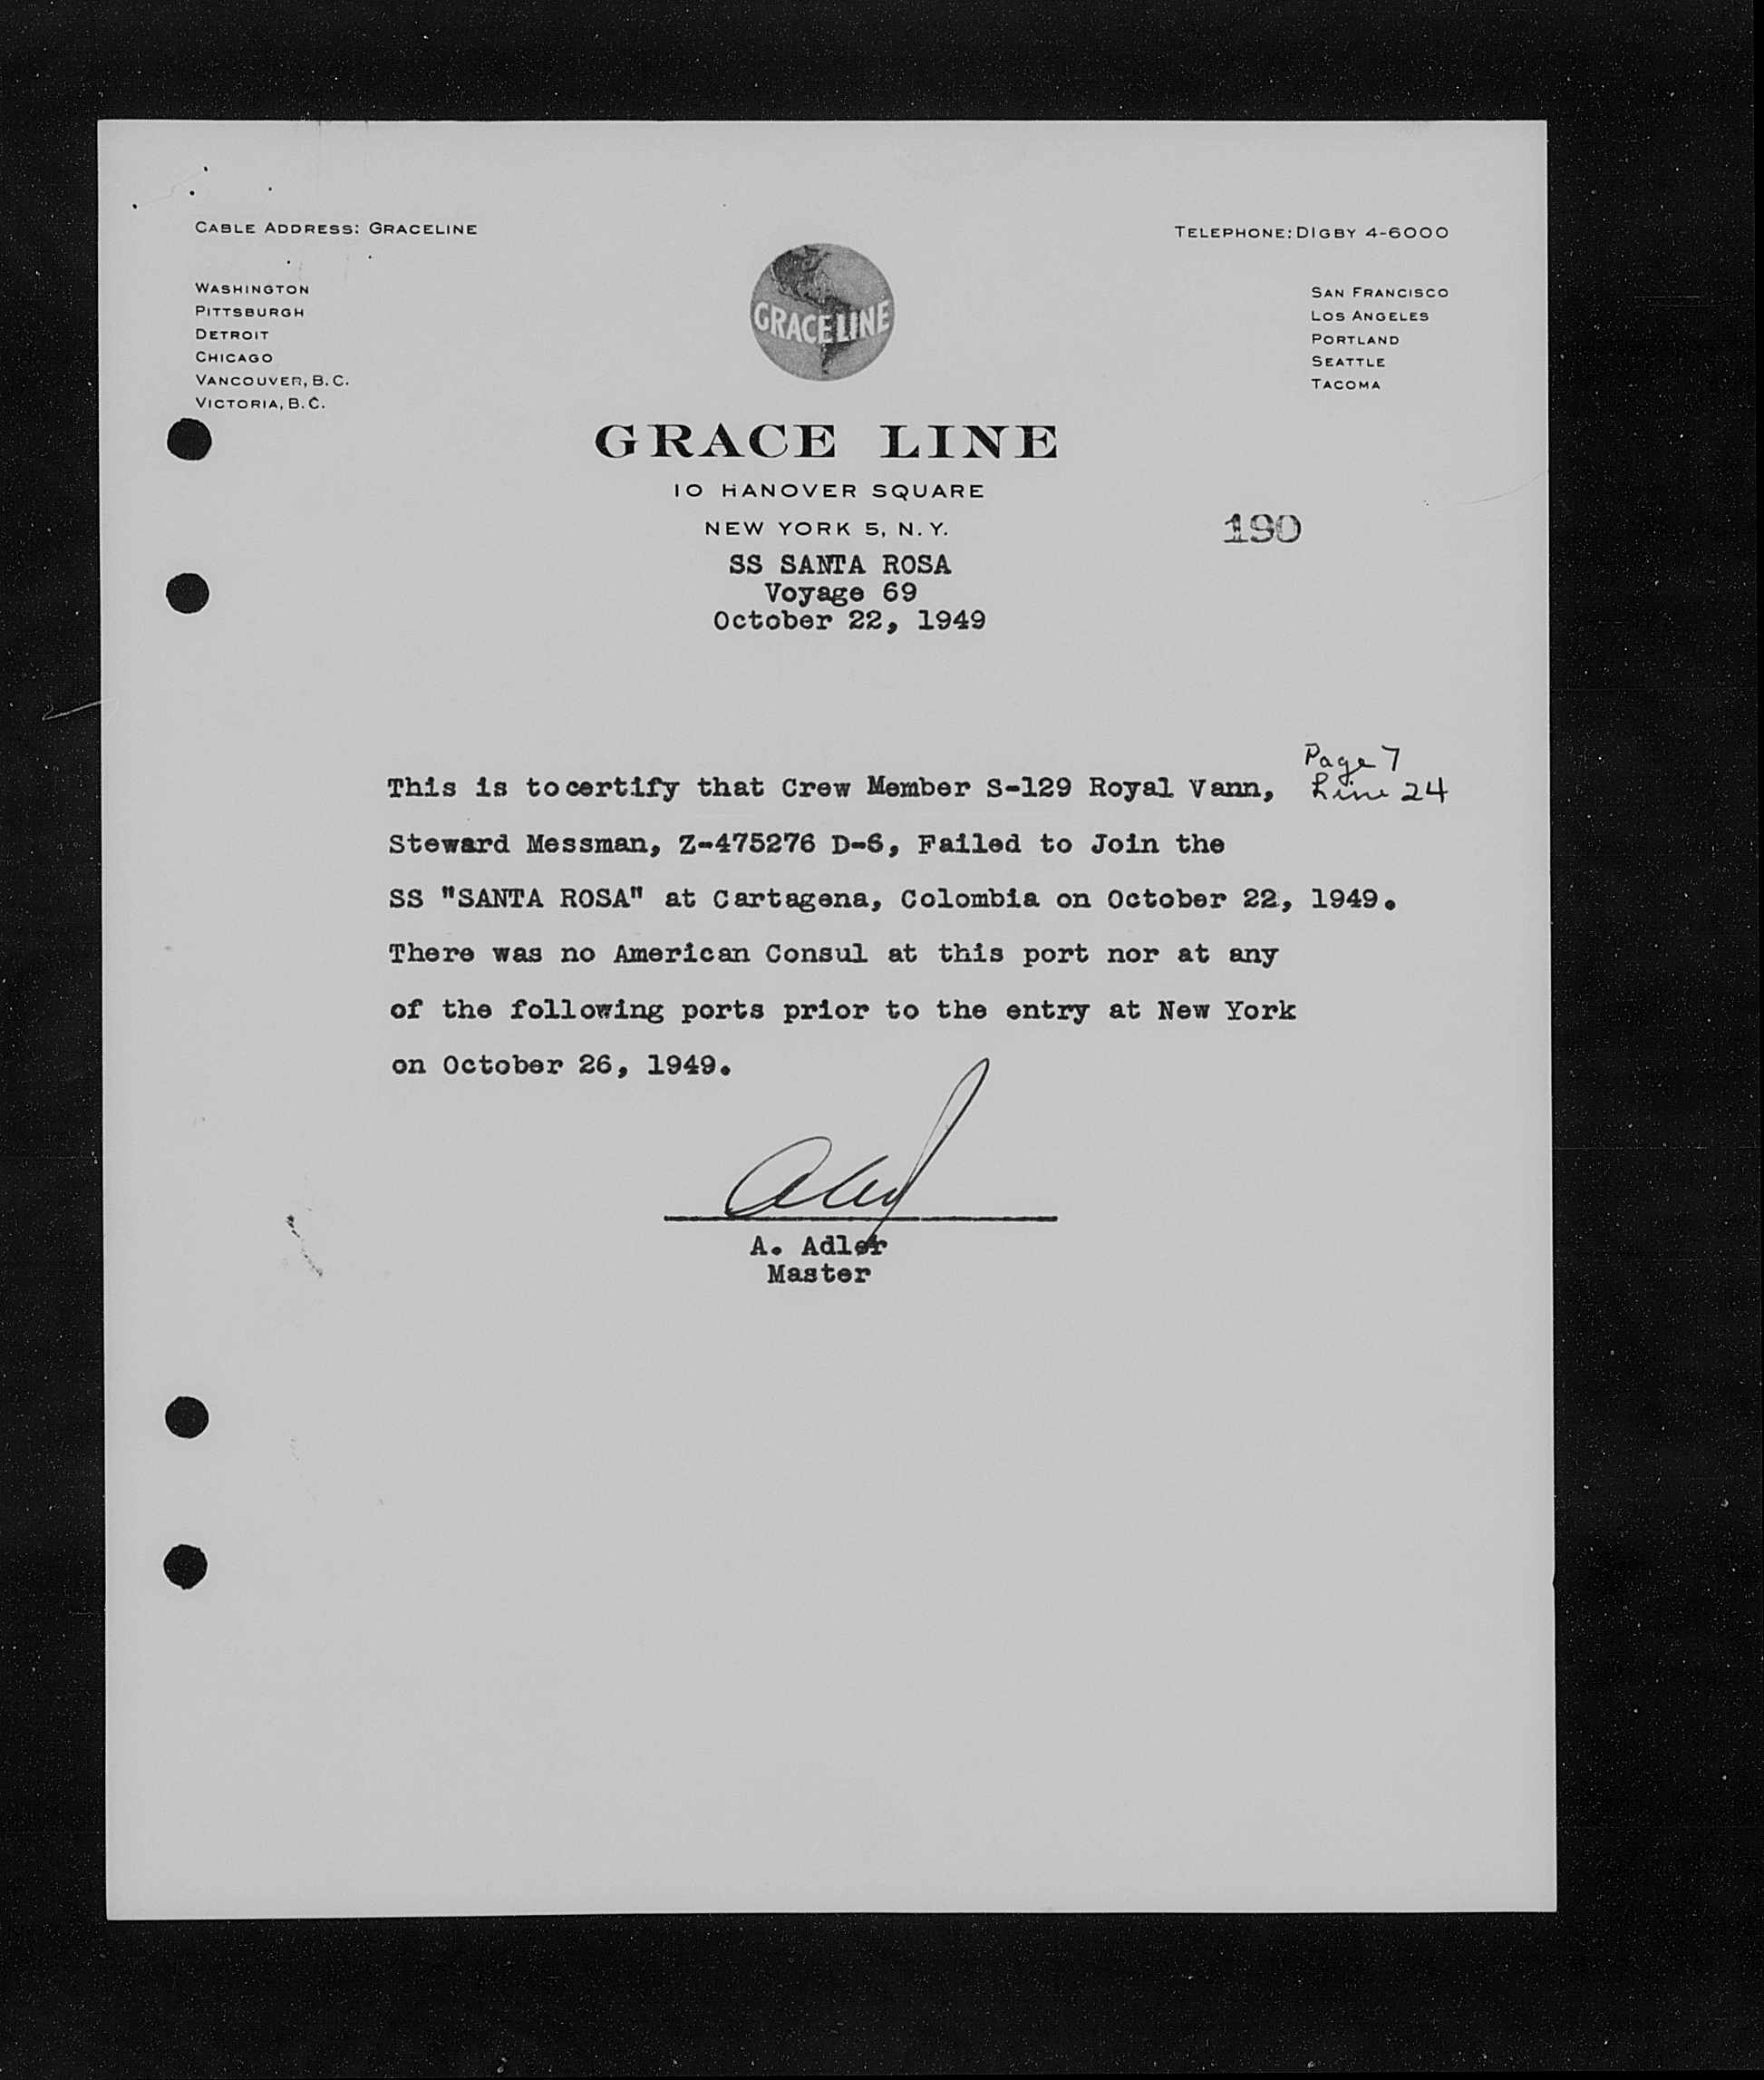 CABLE ADDRESS: GRACELINE
TELEPHONE: DIGBY 4-6000
WASHINGTON
PITTSBURGH
DETROIT
CHICAGO
VANCOUVER, B. C.
VICTORIA, B. C.
GRACE LINE
SAN FRANCISCO
LOS ANGELES
PORTLAND
SEATTLE
TACOMA
GRACE LINE
10 HANOVER SQUARE
NEW YORK 5, N. Y.
190
SS SANTA ROSA
Voyage 69
October 22, 1949
Page 7
Line 24
This is to certify that Crew Member S-129 Royal Vann,
Steward Messman, Z-475276 D-6, Failed to Join the
SS "SANTA ROSA" at Cartagena, Colombia on October 22, 1949.
There was no American Consul at this port nor at any
of the following ports prior to the entry at New York
on October 26, 1949.
A. Adler
Master